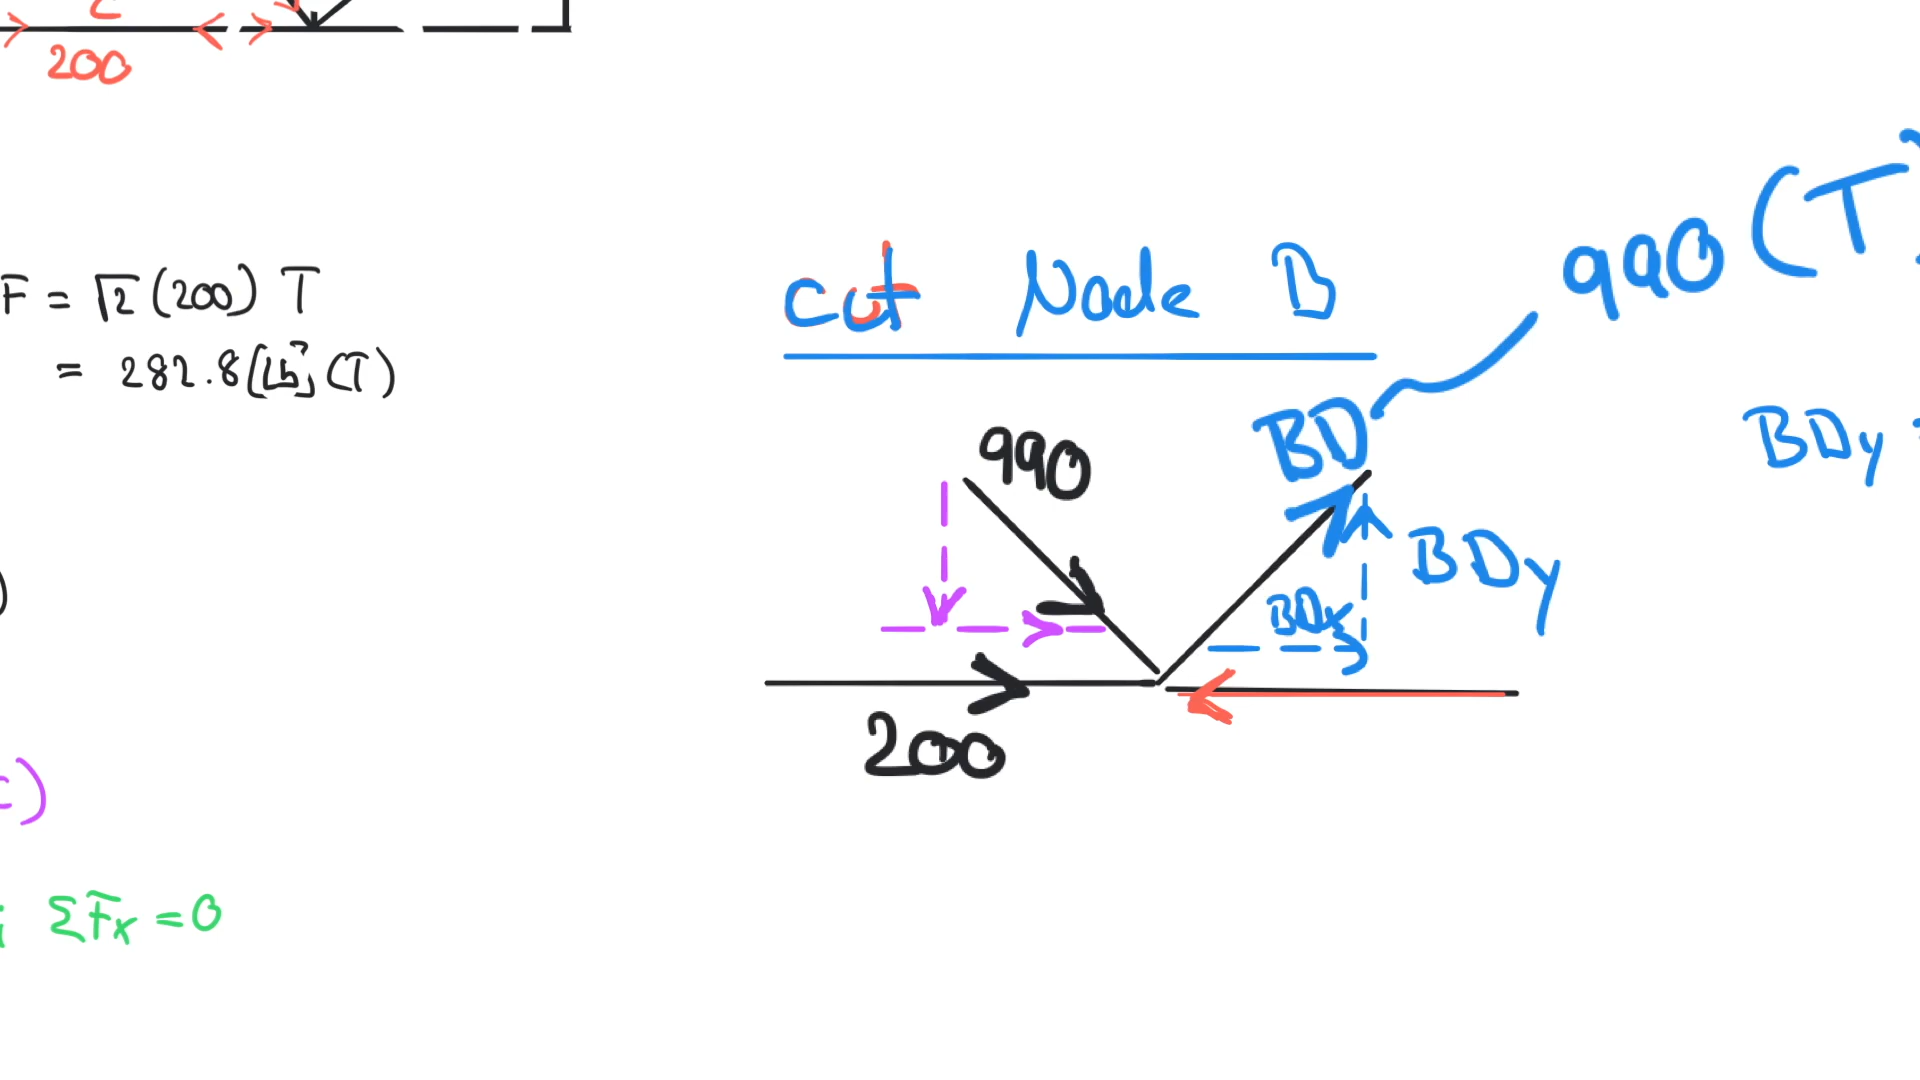 200
F = √2 (200) T
= 282.8 [Lb] (T)
cut Node B
990 (T)
BD
BDy
990
BDy
BDx
200
ΣFx = 0